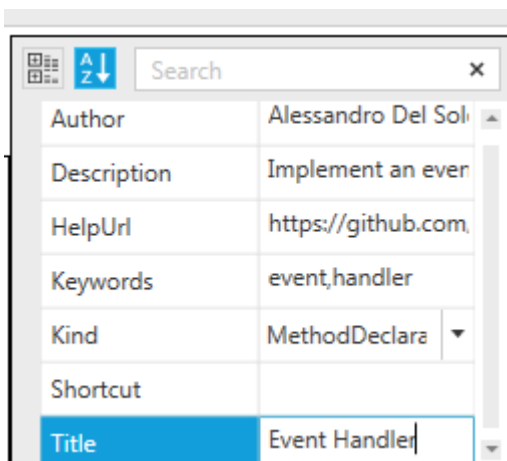 A Z Search ×
Author Alessandro Del Sol
Description Implement an even
HelpUrl https://github.com,
Keywords event,handler
Kind MethodDeclara
Shortcut
Title Event Handler